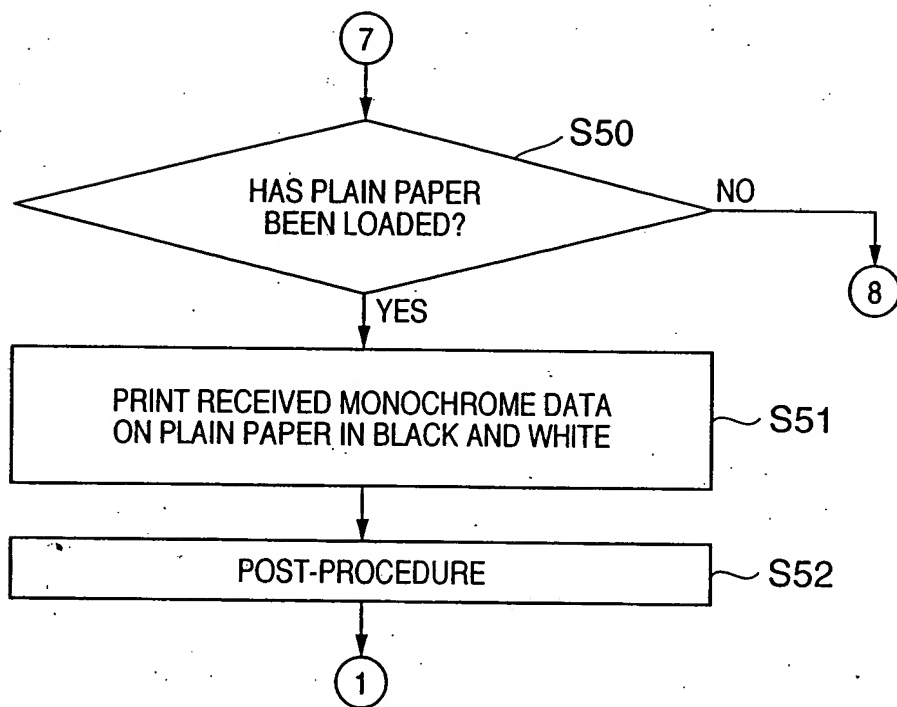 7
S50
HAS PLAIN PAPER
BEEN LOADED?
NO
8
YES
PRINT RECEIVED MONOCHROME DATA
ON PLAIN PAPER IN BLACK AND WHITE
S51
POST-PROCEDURE
S52
1